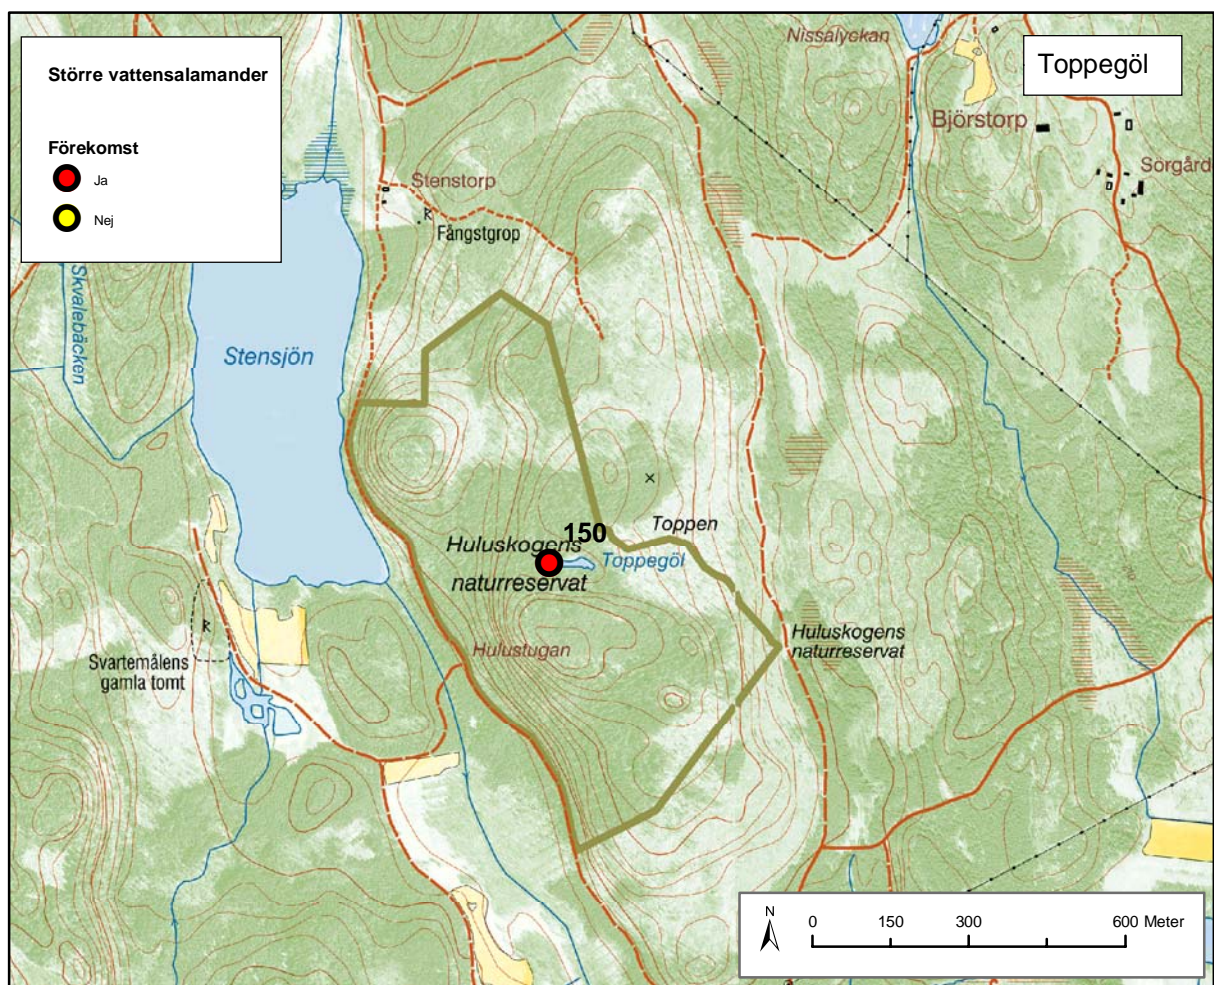 Större vattensalamander
Förekomst
Ja
Nej
Toppegöl
Nissalyckan
Björstorp
Sörgård
Stenstorp
R
Fångstgrop
Skvalebäcken
Stensjön
150
Toppen
Huluskogens
naturreservat
Toppegöl
Hulustugan
Huluskogens
naturreservat
R
Svartemålens
gamla tomt
N
0 150 300 600 Meter